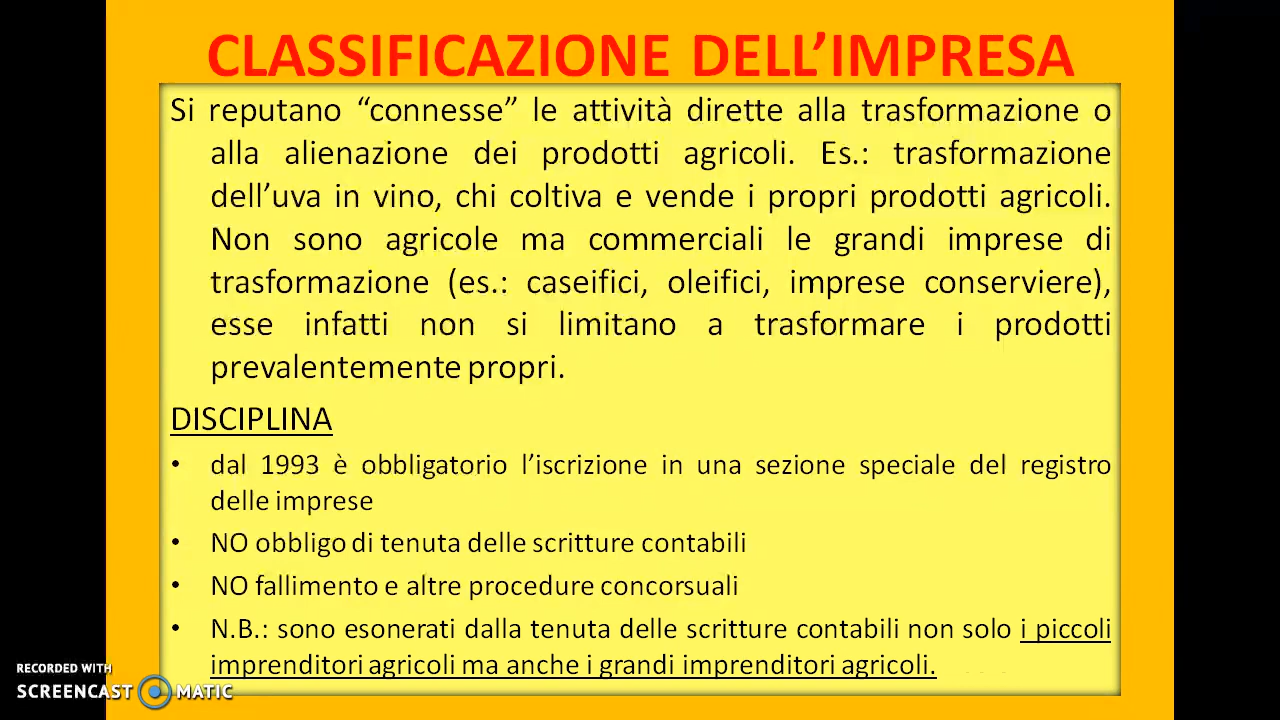 CLASSIFICAZIONE DELL’IMPRESA
Si reputano “connesse” le attività dirette alla trasformazione o
alla alienazione dei prodotti agricoli. Es.: trasformazione
dell’uva in vino, chi coltiva e vende i propri prodotti agricoli.
Non sono agricole ma commerciali le grandi imprese di
trasformazione (es.: caseifici, oleifici, imprese conserviere),
esse infatti non si limitano a trasformare i prodotti
prevalentemente propri.
DISCIPLINA
• dal 1993 è obbligatorio l’iscrizione in una sezione speciale del registro
delle imprese
• NO obbligo di tenuta delle scritture contabili
• NO fallimento e altre procedure concorsuali
• N.B.: sono esonerati dalla tenuta delle scritture contabili non solo i piccoli
imprenditori agricoli ma anche i grandi imprenditori agricoli.
RECORDED WITH
SCREENCAST MATIC